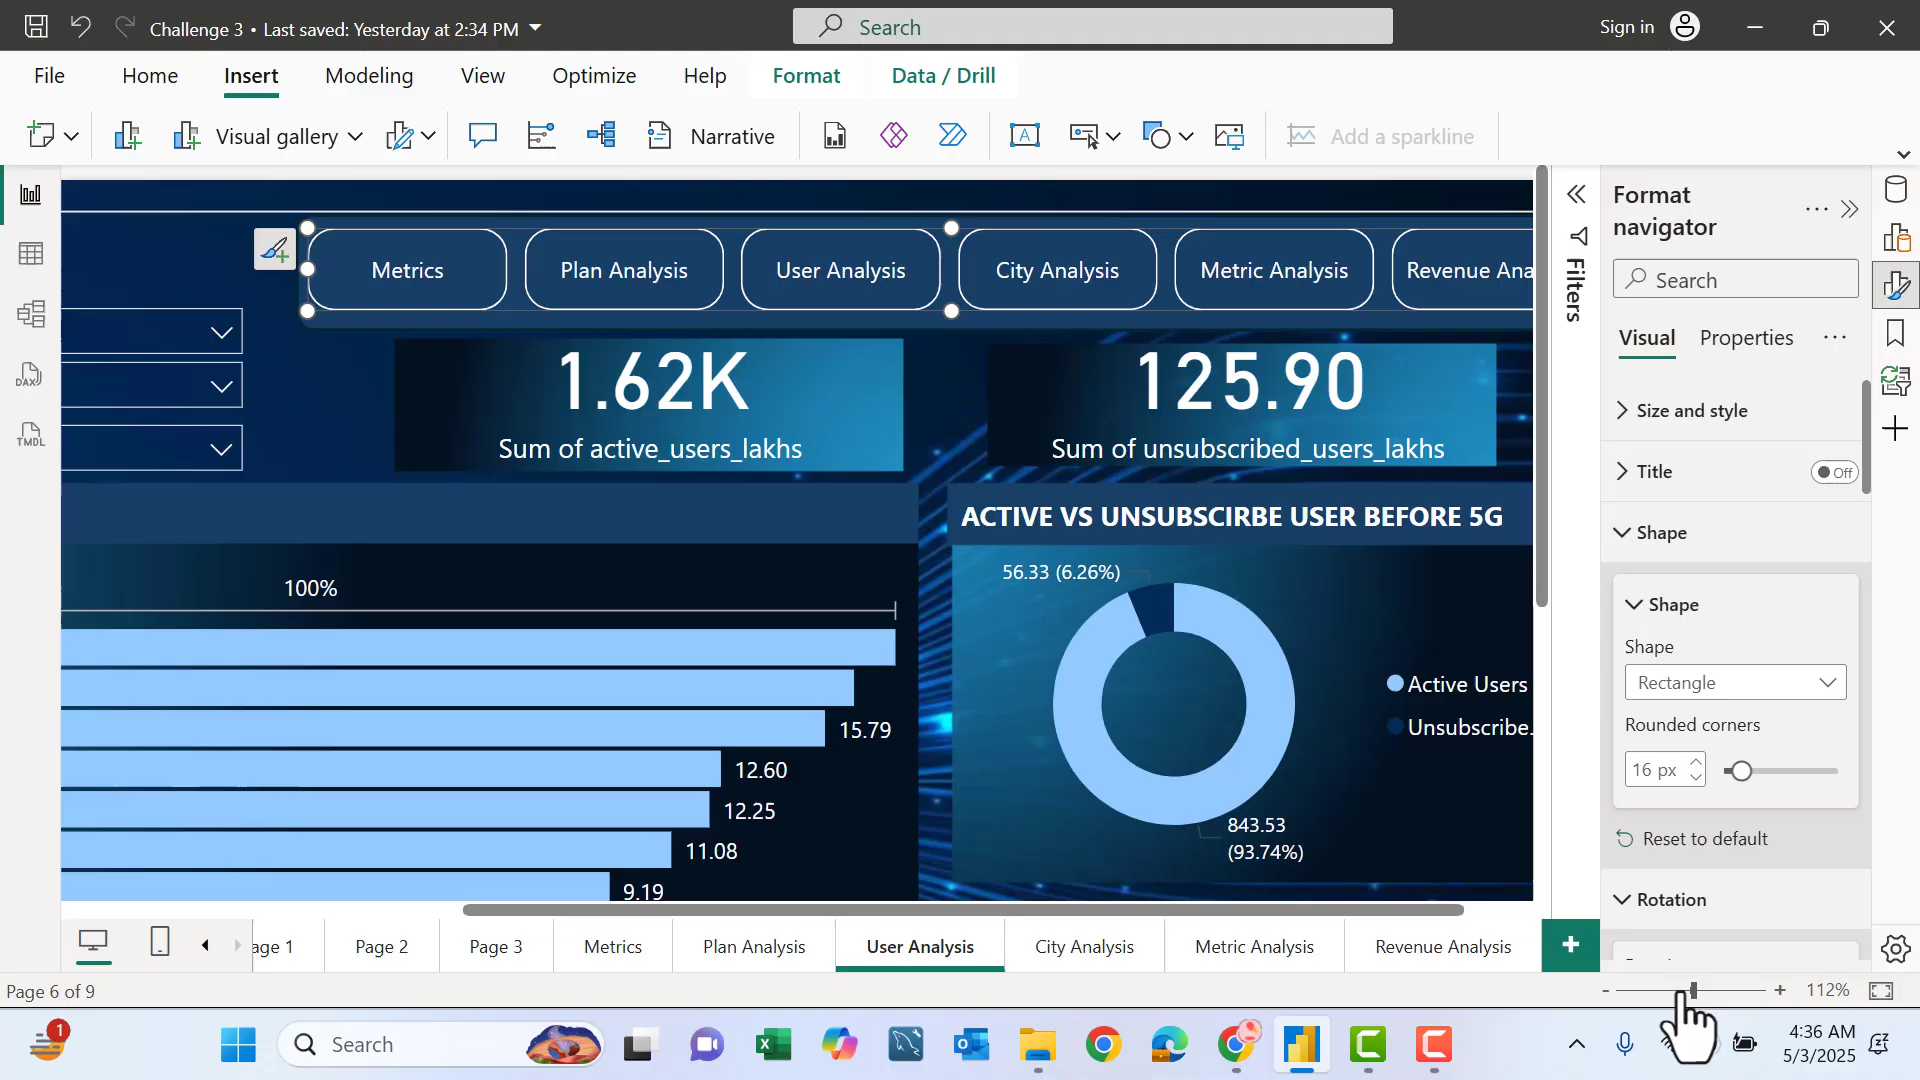 Challenge 3 • Last saved: Yesterday at 2:34 PM
Search
Sign in
File
Home
Insert
Modeling
View
Optimize
Help
Format
Data / Drill
Visual gallery
Narrative
Add a sparkline
Metrics
Plan Analysis
User Analysis
City Analysis
Metric Analysis
Revenue Ana
1.62K
Sum of active_users_lakhs
125.90
Sum of unsubscribed_users_lakhs
ACTIVE VS UNSUBSCIRBE USER BEFORE 5G
100%
15.79
12.60
12.25
11.08
9.19
56.33 (6.26%)
843.53
(93.74%)
Active Users
Unsubscribe.
DAX
TMDL
Filters
Format
navigator
Search
Visual
Properties
Size and style
Title
Off
Shape
Shape
Shape
Rectangle
Rounded corners
16 px
Reset to default
Rotation
age 1
Page 2
Page 3
Metrics
Plan Analysis
User Analysis
City Analysis
Metric Analysis
Revenue Analysis
Page 6 of 9
112%
1
Search
4:36 AM
5/3/2025